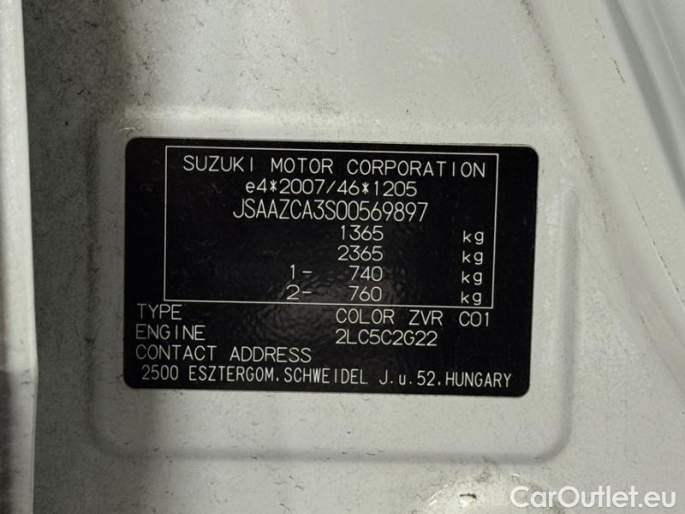 SUZUKI MOTOR CORPORATION
e4*2007/46*1205
JSAAZCA3S00569897
1365 kg
2365 kg
1- 740 kg
2- 760 kg
TYPE COLOR ZVR C01
ENGINE 2LC5C2G22
CONTACT ADDRESS
2500 ESZTERGOM.SCHWEIDEL J.u.52.HUNGARY
CarOutlet.eu